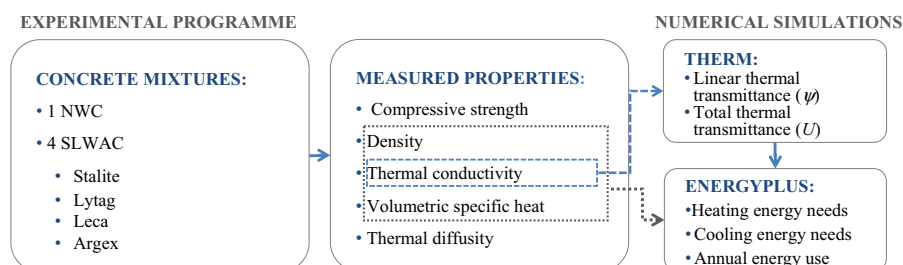 EXPERIMENTAL PROGRAMME
CONCRETE MIXTURES:
• 1 NWC
• 4 SLWAC
• Stalite
• Lytag
• Leca
• Argex
MEASURED PROPERTIES:
• Compressive strength
• Density
• Thermal conductivity
• Volumetric specific heat
• Thermal diffusity
NUMERICAL SIMULATIONS
THERM:
• Linear thermal
transmittance (ψ)
• Total thermal
transmittance (U)
ENERGYPLUS:
•Heating energy needs
• Cooling energy needs
• Annual energy use